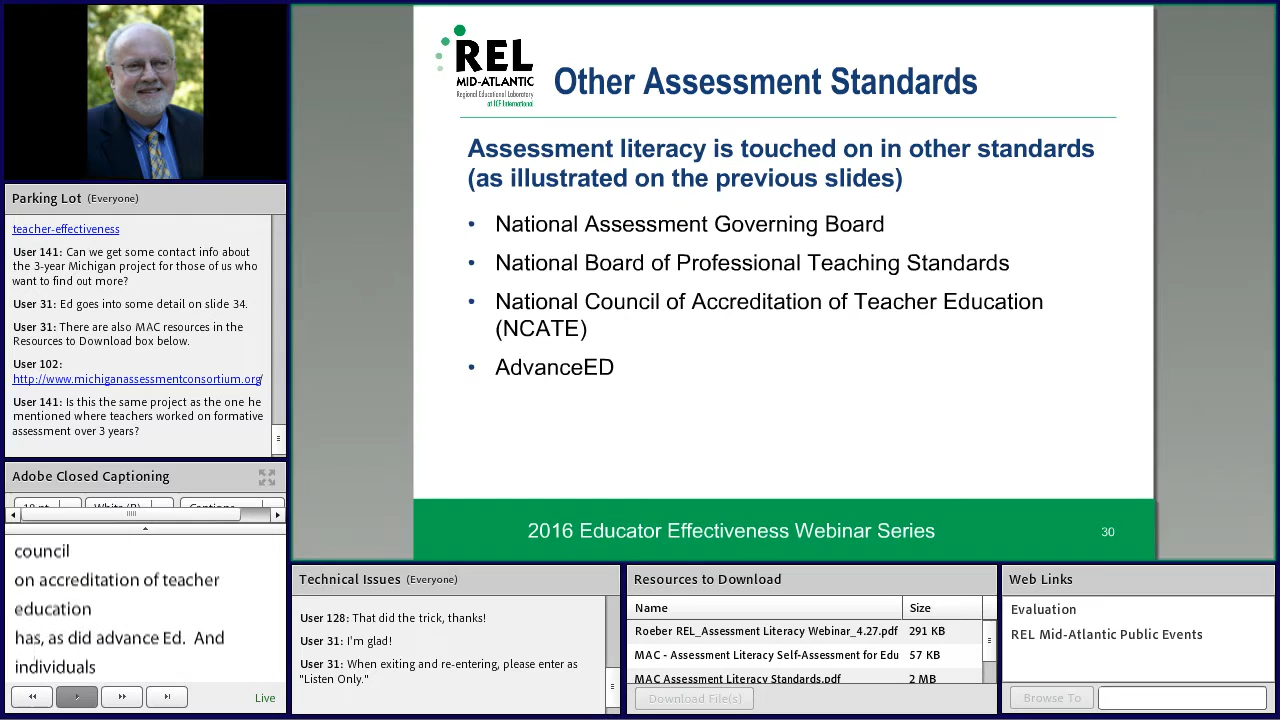 REL
MID-ATLANTIC
Regional Educational Laboratory
at ICF International
Other Assessment Standards
Assessment literacy is touched on in other standards
(as illustrated on the previous slides)
• National Assessment Governing Board
• National Board of Professional Teaching Standards
• National Council of Accreditation of Teacher Education
(NCATE)
• AdvanceED
2016 Educator Effectiveness Webinar Series
30
Parking Lot (Everyone)
teacher-effectiveness
User 141: Can we get some contact info about
the 3-year Michigan project for those of us who
want to find out more?
User 31: Ed goes into some detail on slide 34.
User 31: There are also MAC resources in the
Resources to Download box below.
User 102:
http://www.michiganassessmentconsortium.org/
User 141: Is this the same project as the one he
mentioned where teachers worked on formative
assessment over 3 years?
Adobe Closed Captioning
council
on accreditation of teacher
education
has, as did advance Ed. And
individuals
Live
Technical Issues (Everyone)
User 128: That did the trick, thanks!
User 31: I'm glad!
User 31: When exiting and re-entering, please enter as
"Listen Only."
Resources to Download
Name Size
Roeber REL_Assessment Literacy Webinar_4.27.pdf 291 KB
MAC - Assessment Literacy Self-Assessment for Edu 57 KB
MAC Assessment Literacy Standards.pdf 2 MB
Download File(s)
Web Links
Evaluation
REL Mid-Atlantic Public Events
Browse To